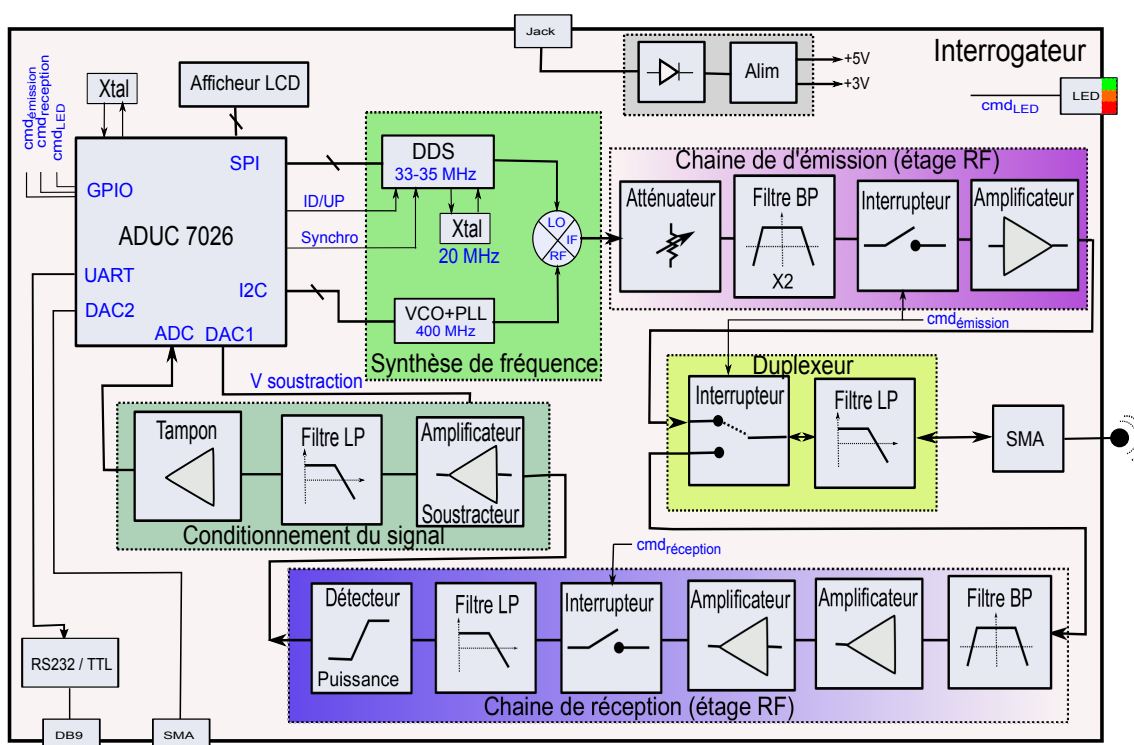 Jack
Interrogateur
+5V
Alim
+3V
LED
cmdLED
cmdémission
cmdreception
cmdLED
Xtal
Afficheur LCD
SPI
GPIO
ADUC 7026
UART
DAC2
I2C
ADC
DAC1
ID/UP
Synchro
DDS
33-35 MHz
Xtal
20 MHz
LO
IF
RF
VCO+PLL
400 MHz
Synthèse de fréquence
Chaine de d'émission (étage RF)
Atténuateur
Filtre BP
X2
Interrupteur
Amplificateur
cmdémission
Duplexeur
Interrupteur
Filtre LP
SMA
V soustraction
Tampon
Filtre LP
Amplificateur
Soustracteur
Conditionnement du signal
cmdréception
Détecteur
Puissance
Filtre LP
Interrupteur
Amplificateur
Amplificateur
Filtre BP
Chaine de réception (étage RF)
RS232 / TTL
DB9
SMA